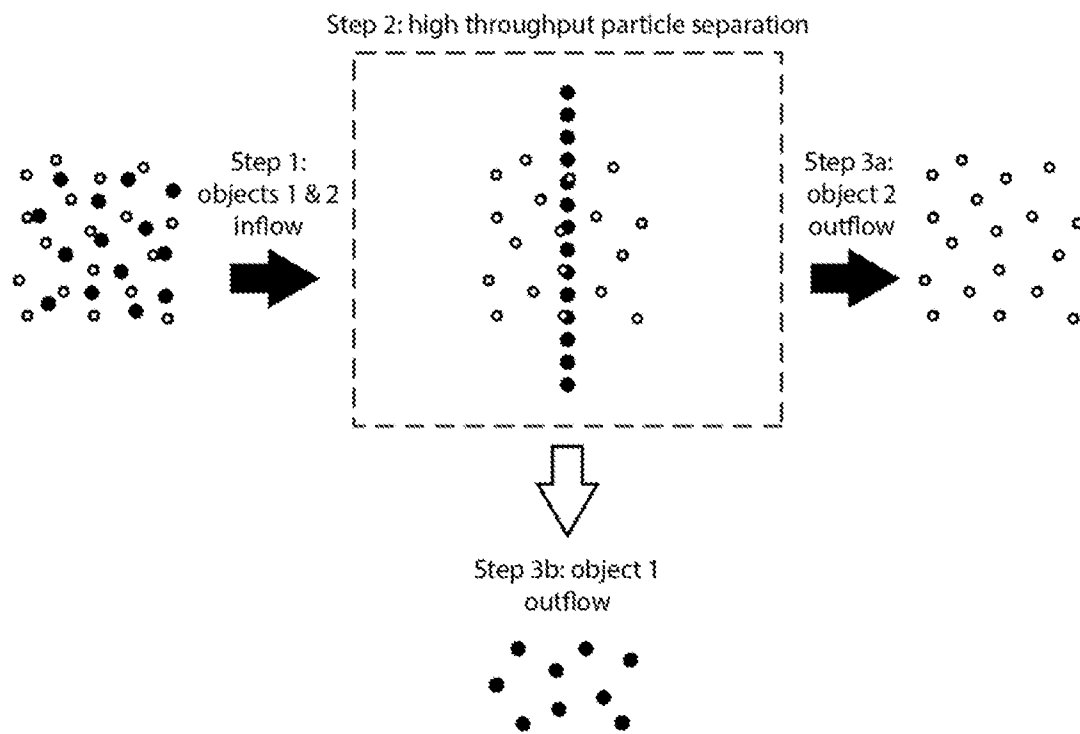 Step 2: high throughput particle separation
Step 1:
objects 1 & 2
inflow
Step 3a:
object 2
outflow
Step 3b: object 1
outflow